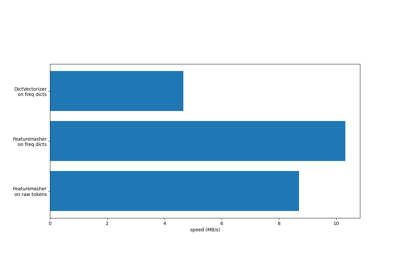 DictVectorizer
on freq dicts
FeatureHasher
on freq dicts
FeatureHasher
on raw tokens
0 2 4 6 8 10
speed (MB/s)